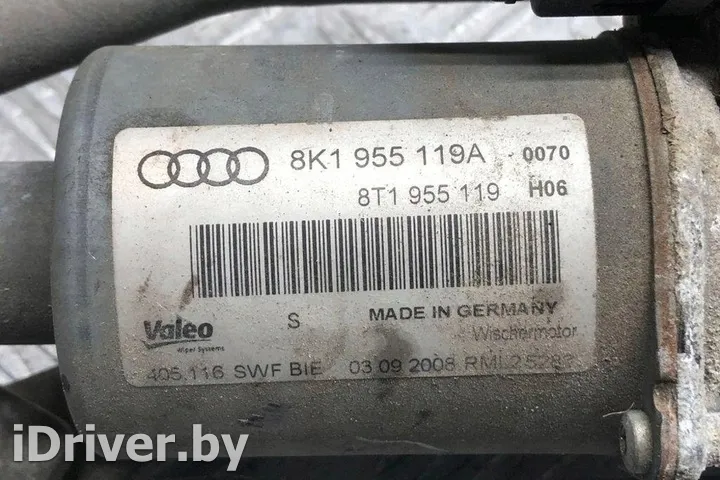 8K1 955 119A 0070
8T1 955 119 H06
Valeo S MADE IN GERMANY
Wiper Systems Wischermotor
405.116 SWF BIE 03.09.2008
iDriver.by